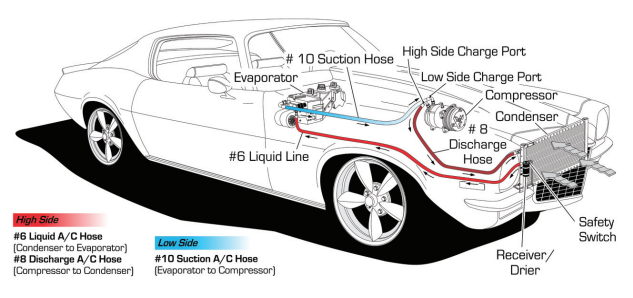 High Side Charge Port
# 10 Suction Hose
Low Side Charge Port
Evaporator
Compressor
Condenser
# 8
Discharge
Hose
#6 Liquid Line
High Side
#6 Liquid A/C Hose
(Condenser to Evaporator)
#8 Discharge A/C Hose
(Compressor to Condenser)
Low Side
#10 Suction A/C Hose
(Evaporator to Compressor)
Safety
Switch
Receiver/
Drier